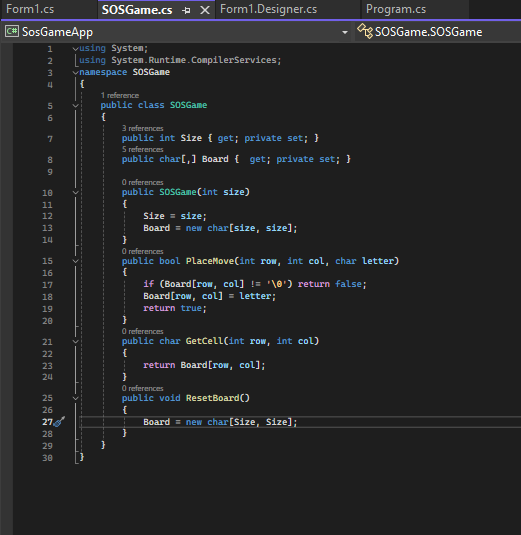 Form1.cs SOSGame.cs Form1.Designer.cs Program.cs
C# SosGameApp SOSGame.SOSGame
1 using System;
2 using System.Runtime.CompilerServices;
3 namespace SOSGame
4 {
1 reference
5 public class SOSGame
6 {
3 references
7 public int Size { get; private set; }
5 references
8 public char[,] Board {  get; private set; }
9
0 references
10 public SOSGame(int size)
11 {
12 Size = size;
13 Board = new char[size, size];
14 }
0 references
15 public bool PlaceMove(int row, int col, char letter)
16 {
17 if (Board[row, col] != '\0') return false;
18 Board[row, col] = letter;
19 return true;
20 }
0 references
21 public char GetCell(int row, int col)
22 {
23 return Board[row, col];
24 }
0 references
25 public void ResetBoard()
26 {
27 Board = new char[Size, Size];
28 }
29 }
30 }